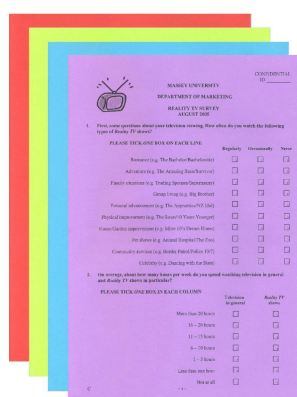 CONFIDENTIAL
ID
MASSEY UNIVERSITY
DEPARTMENT OF MARKETING
REALITY TV SURVEY
AUGUST 2005
1. First, some questions about your television viewing. How often do you watch the following
types of Reality TV shows?
PLEASE TICK ONE BOX ON EACH LINE
Regularly Occasionally Never
Romance (e.g. The Bachelor/Bachelorette)
Adventure (e.g. The Amazing Race/Survivor)
Family situations (e.g. Trading Spouses/Supernanny)
Group living (e.g. Big Brother)
Personal advancement (e.g. The Apprentice/NZ Idol)
Physical improvement (e.g. The Swan/10 Years Younger)
Home/Garden improvement (e.g. Mitre 10's Dream Home)
Pet shows (e.g. Animal Hospital/The Zoo)
Community services (e.g. Border Patrol/Police 10/7)
Celebrity (e.g. Dancing with the Stars)
2. On average, about how many hours per week do you spend watching television in general
and Reality TV shows in particular?
PLEASE TICK ONE BOX IN EACH COLUMN
Television in general
Reality TV shows
More than 20 hours
16 – 20 hours
11 – 15 hours
6 – 10 hours
1 – 5 hours
Less than one hour
Not at all
C
- 1 -